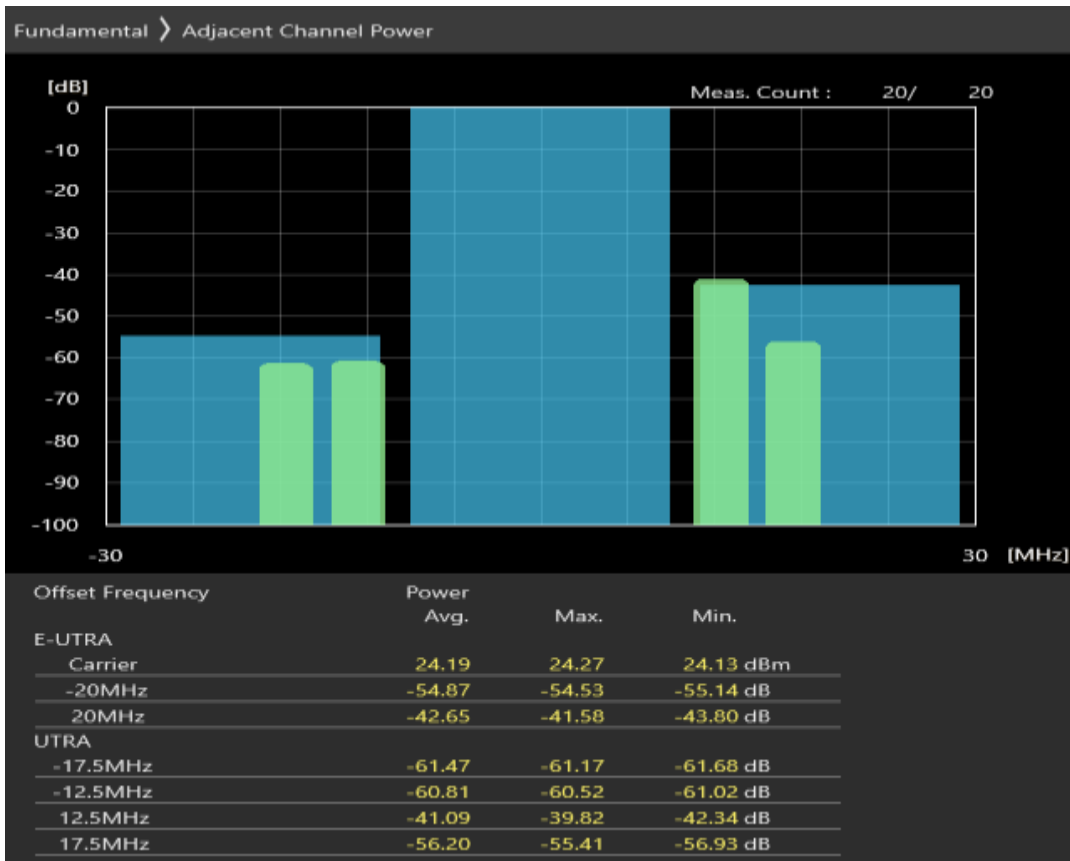 Fundamental 〉 Adjacent Channel Power
[dB]
Meas. Count : 20/ 20
0
-10
-20
-30
-40
-50
-60
-70
-80
-90
-100
-30 30 [MHz]
Offset Frequency Power
Avg. Max. Min.
E-UTRA
Carrier 24.19 24.27 24.13 dBm
-20MHz -54.87 -54.53 -55.14 dB
20MHz -42.65 -41.58 -43.80 dB
UTRA
-17.5MHz -61.47 -61.17 -61.68 dB
-12.5MHz -60.81 -60.52 -61.02 dB
12.5MHz -41.09 -39.82 -42.34 dB
17.5MHz -56.20 -55.41 -56.93 dB